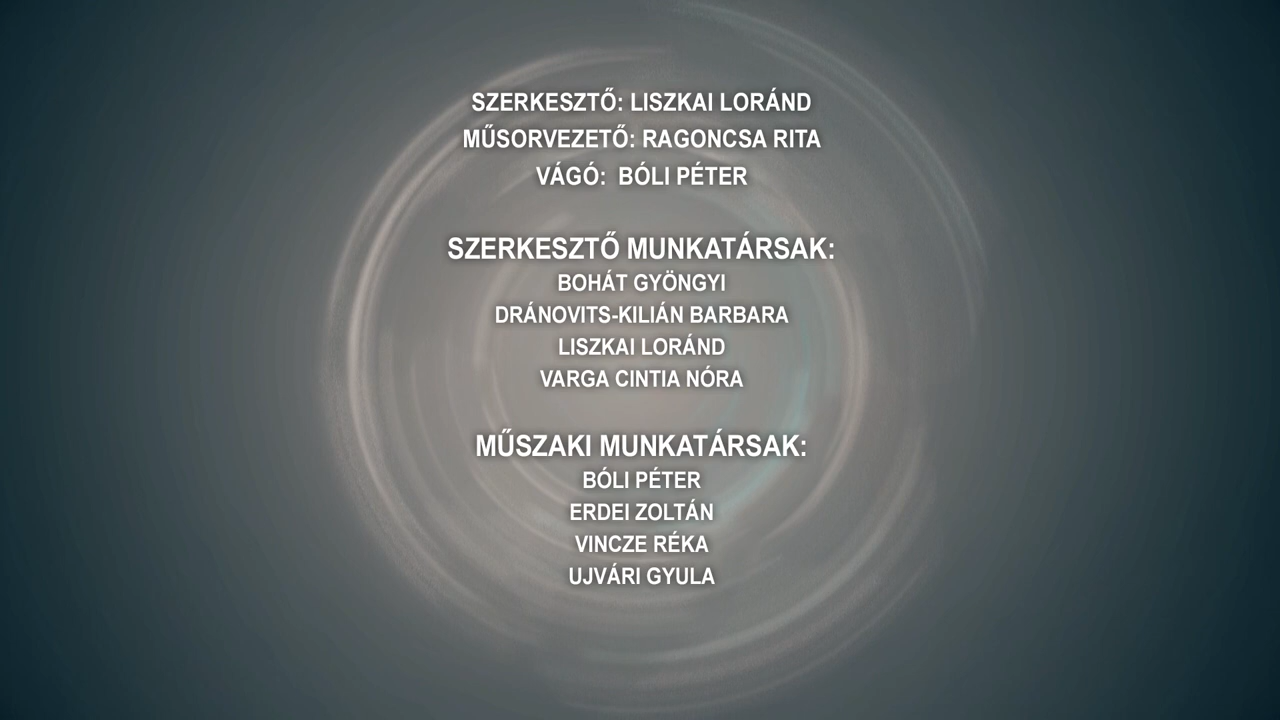 SZERKESZTŐ: LISZKAI LORÁND
MŰSORVEZETŐ: RAGONCSA RITA
VÁGÓ: BÓLI PÉTER
SZERKESZTŐ MUNKATÁRSAK:
BOHÁT GYÖNGYI
DRÁNOVITS-KILIÁN BARBARA
LISZKAI LORÁND
VARGA CINTIA NÓRA
MŰSZAKI MUNKATÁRSAK:
BÓLI PÉTER
ERDEI ZOLTÁN
VINCZE RÉKA
UJVÁRI GYULA